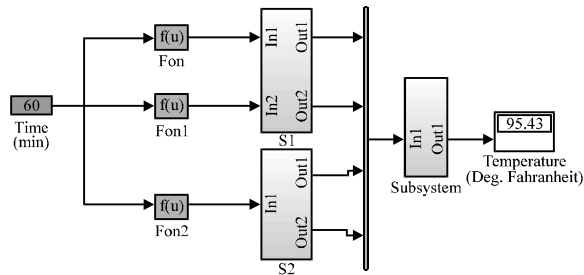 f(u)
Fon
In1
Out1
In2
Out2
S1
60
Time
(min)
f(u)
Fon1
f(u)
Fon2
In1
Out1
Out2
S2
In1
Out1
Subsystem
95.43
Temperature
(Deg. Fahranheit)